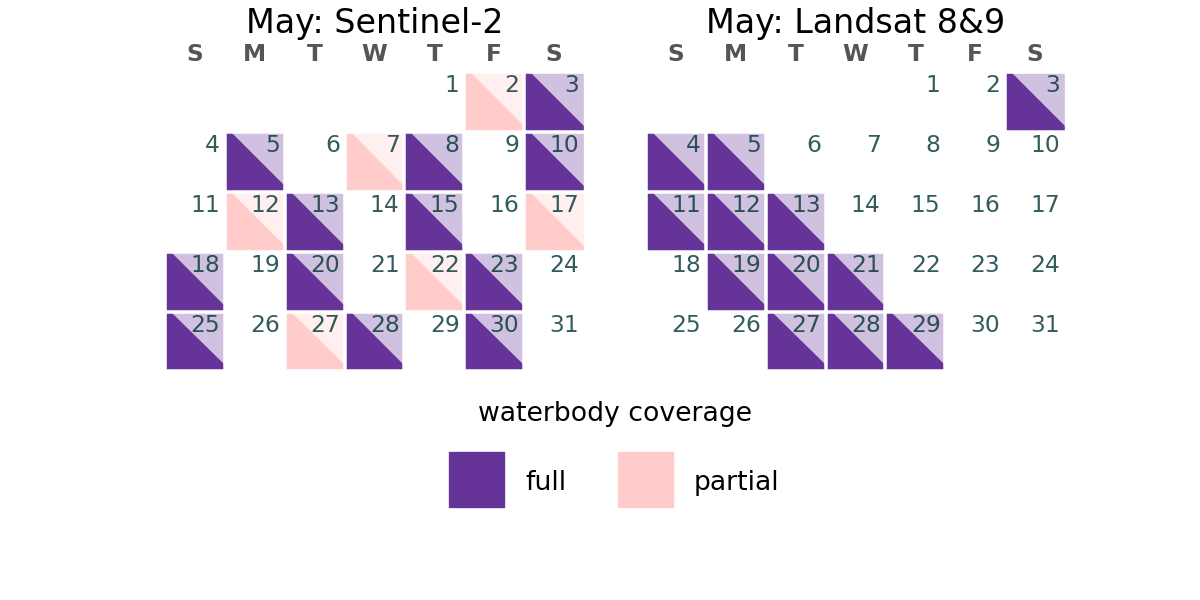 May: Sentinel-2
S M T W T F S
1 2 3
4 5 6 7 8 9 10
11 12 13 14 15 16 17
18 19 20 21 22 23 24
25 26 27 28 29 30 31
May: Landsat 8&9
S M T W T F S
1 2 3
4 5 6 7 8 9 10
11 12 13 14 15 16 17
18 19 20 21 22 23 24
25 26 27 28 29 30 31
waterbody coverage
full
partial